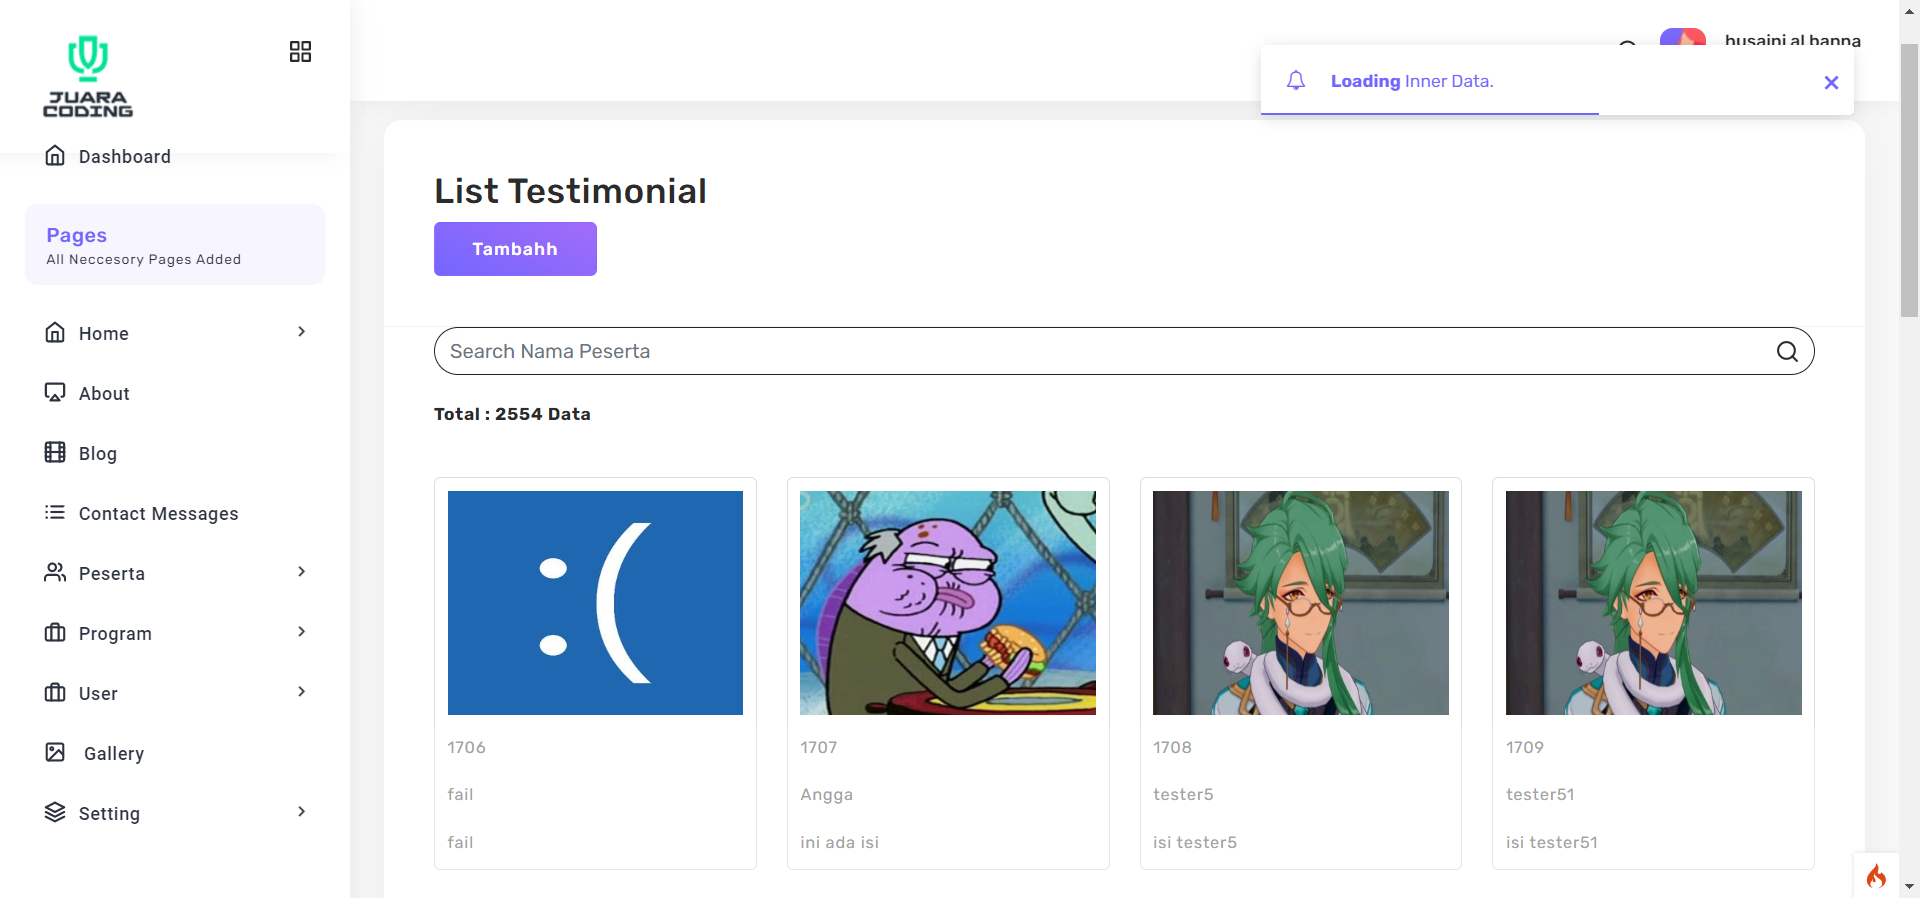 JUARA
CODING
husaini al banna
Loading Inner Data.
Dashboard
Pages
All Neccesory Pages Added
Home
About
Blog
Contact Messages
Peserta
Program
User
Gallery
Setting
List Testimonial
Tambahh
Search Nama Peserta
Total : 2554 Data
1706
fail
fail
1707
Angga
ini ada isi
1708
tester5
isi tester5
1709
tester51
isi tester51